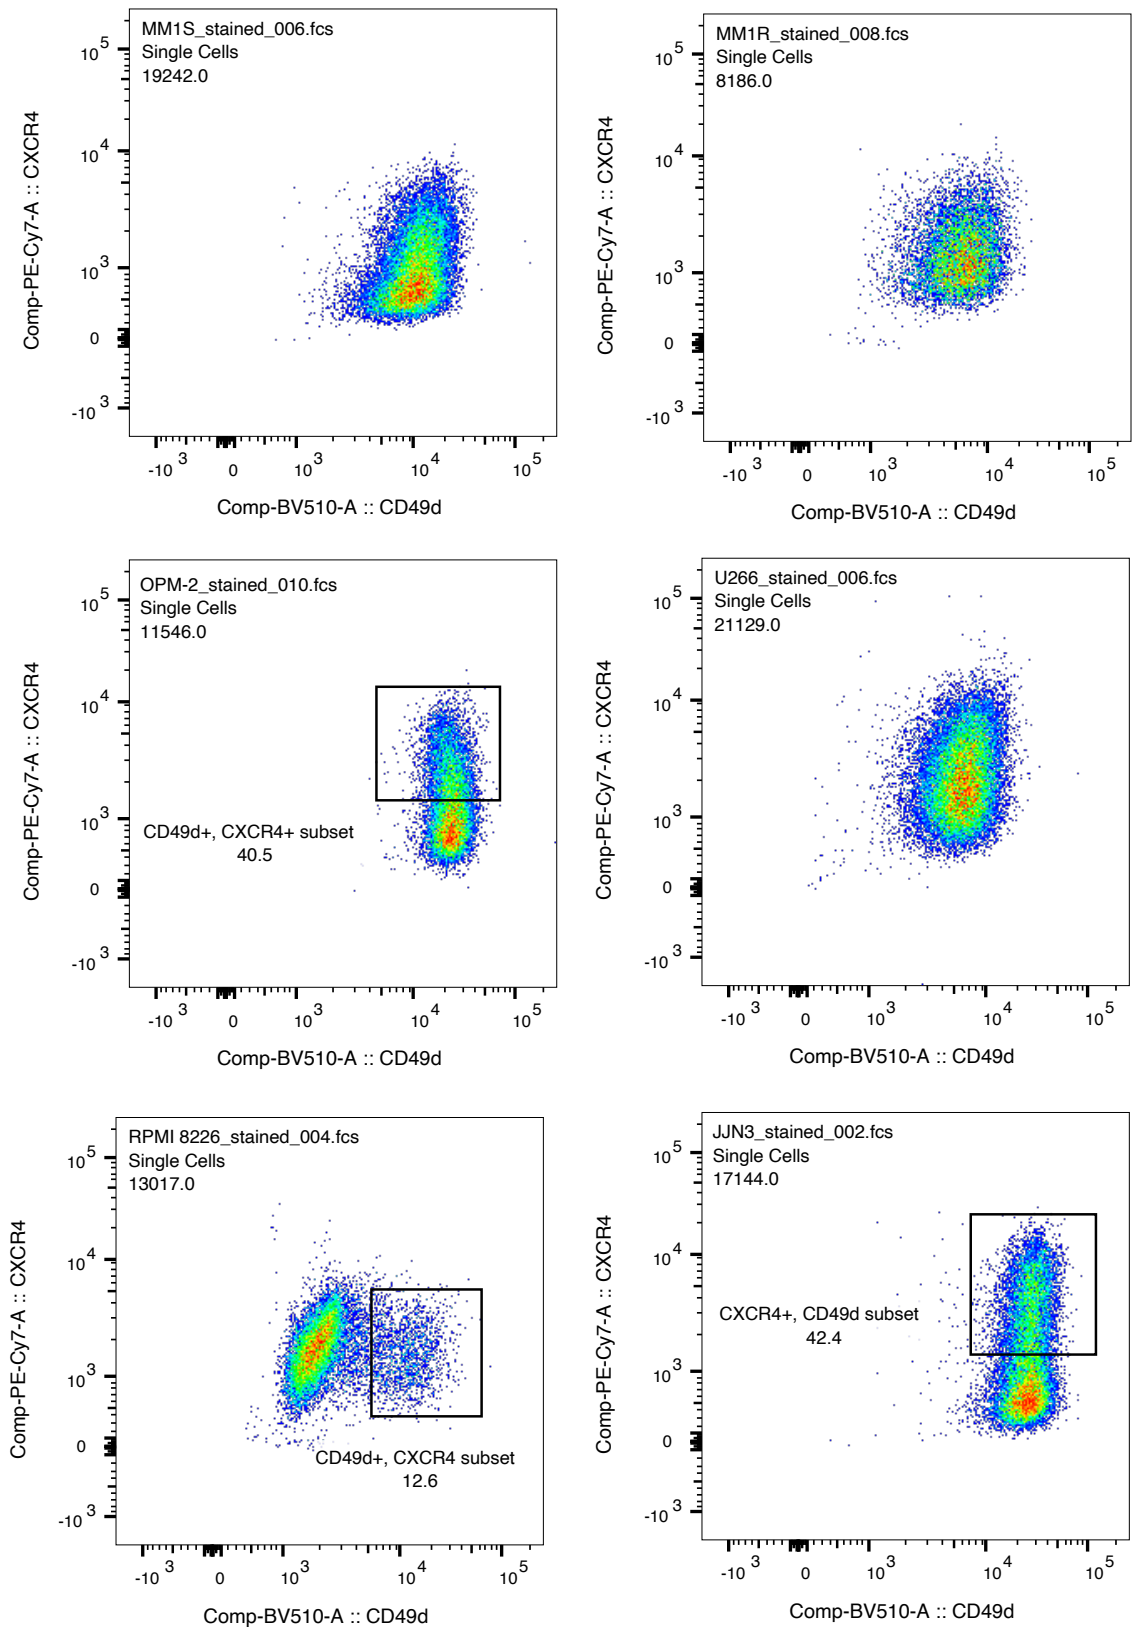 MM1S_stained_006.fcs
Single Cells
19242.0
10 5
10 4
10 3
0
-10 3
Comp-PE-Cy7-A :: CXCR4
-10 3 0 10 3 10 4 10 5
Comp-BV510-A :: CD49d
MM1R_stained_008.fcs
Single Cells
8186.0
10 5
10 4
10 3
0
-10 3
Comp-PE-Cy7-A :: CXCR4
-10 3 0 10 3 10 4 10 5
Comp-BV510-A :: CD49d
OPM-2_stained_010.fcs
Single Cells
11546.0
10 5
10 4
10 3
0
-10 3
Comp-PE-Cy7-A :: CXCR4
CD49d+, CXCR4+ subset
40.5
-10 3 0 10 3 10 4 10 5
Comp-BV510-A :: CD49d
U266_stained_006.fcs
Single Cells
21129.0
10 5
10 4
10 3
0
-10 3
Comp-PE-Cy7-A :: CXCR4
-10 3 0 10 3 10 4 10 5
Comp-BV510-A :: CD49d
RPMI 8226_stained_004.fcs
Single Cells
13017.0
10 5
10 4
10 3
0
-10 3
Comp-PE-Cy7-A :: CXCR4
CD49d+, CXCR4 subset
12.6
-10 3 0 10 3 10 4 10 5
Comp-BV510-A :: CD49d
JJN3_stained_002.fcs
Single Cells
17144.0
10 5
10 4
10 3
0
-10 3
Comp-PE-Cy7-A :: CXCR4
CXCR4+, CD49d subset
42.4
-10 3 0 10 3 10 4 10 5
Comp-BV510-A :: CD49d